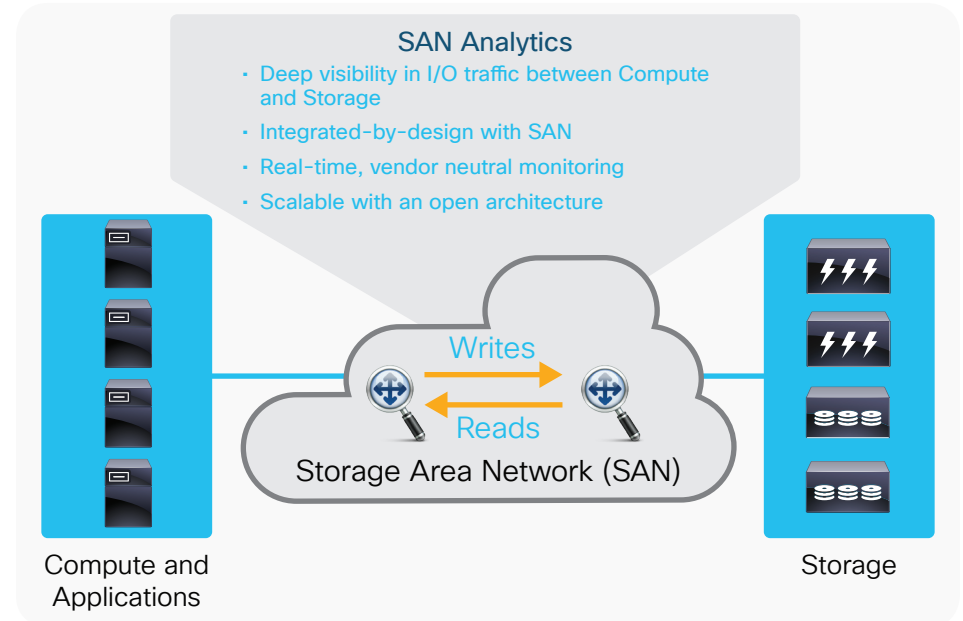 SAN Analytics
· Deep visibility in I/O traffic between Compute
and Storage
· Integrated-by-design with SAN
· Real-time, vendor neutral monitoring
· Scalable with an open architecture
Writes
Reads
Storage Area Network (SAN)
Compute and
Applications
Storage